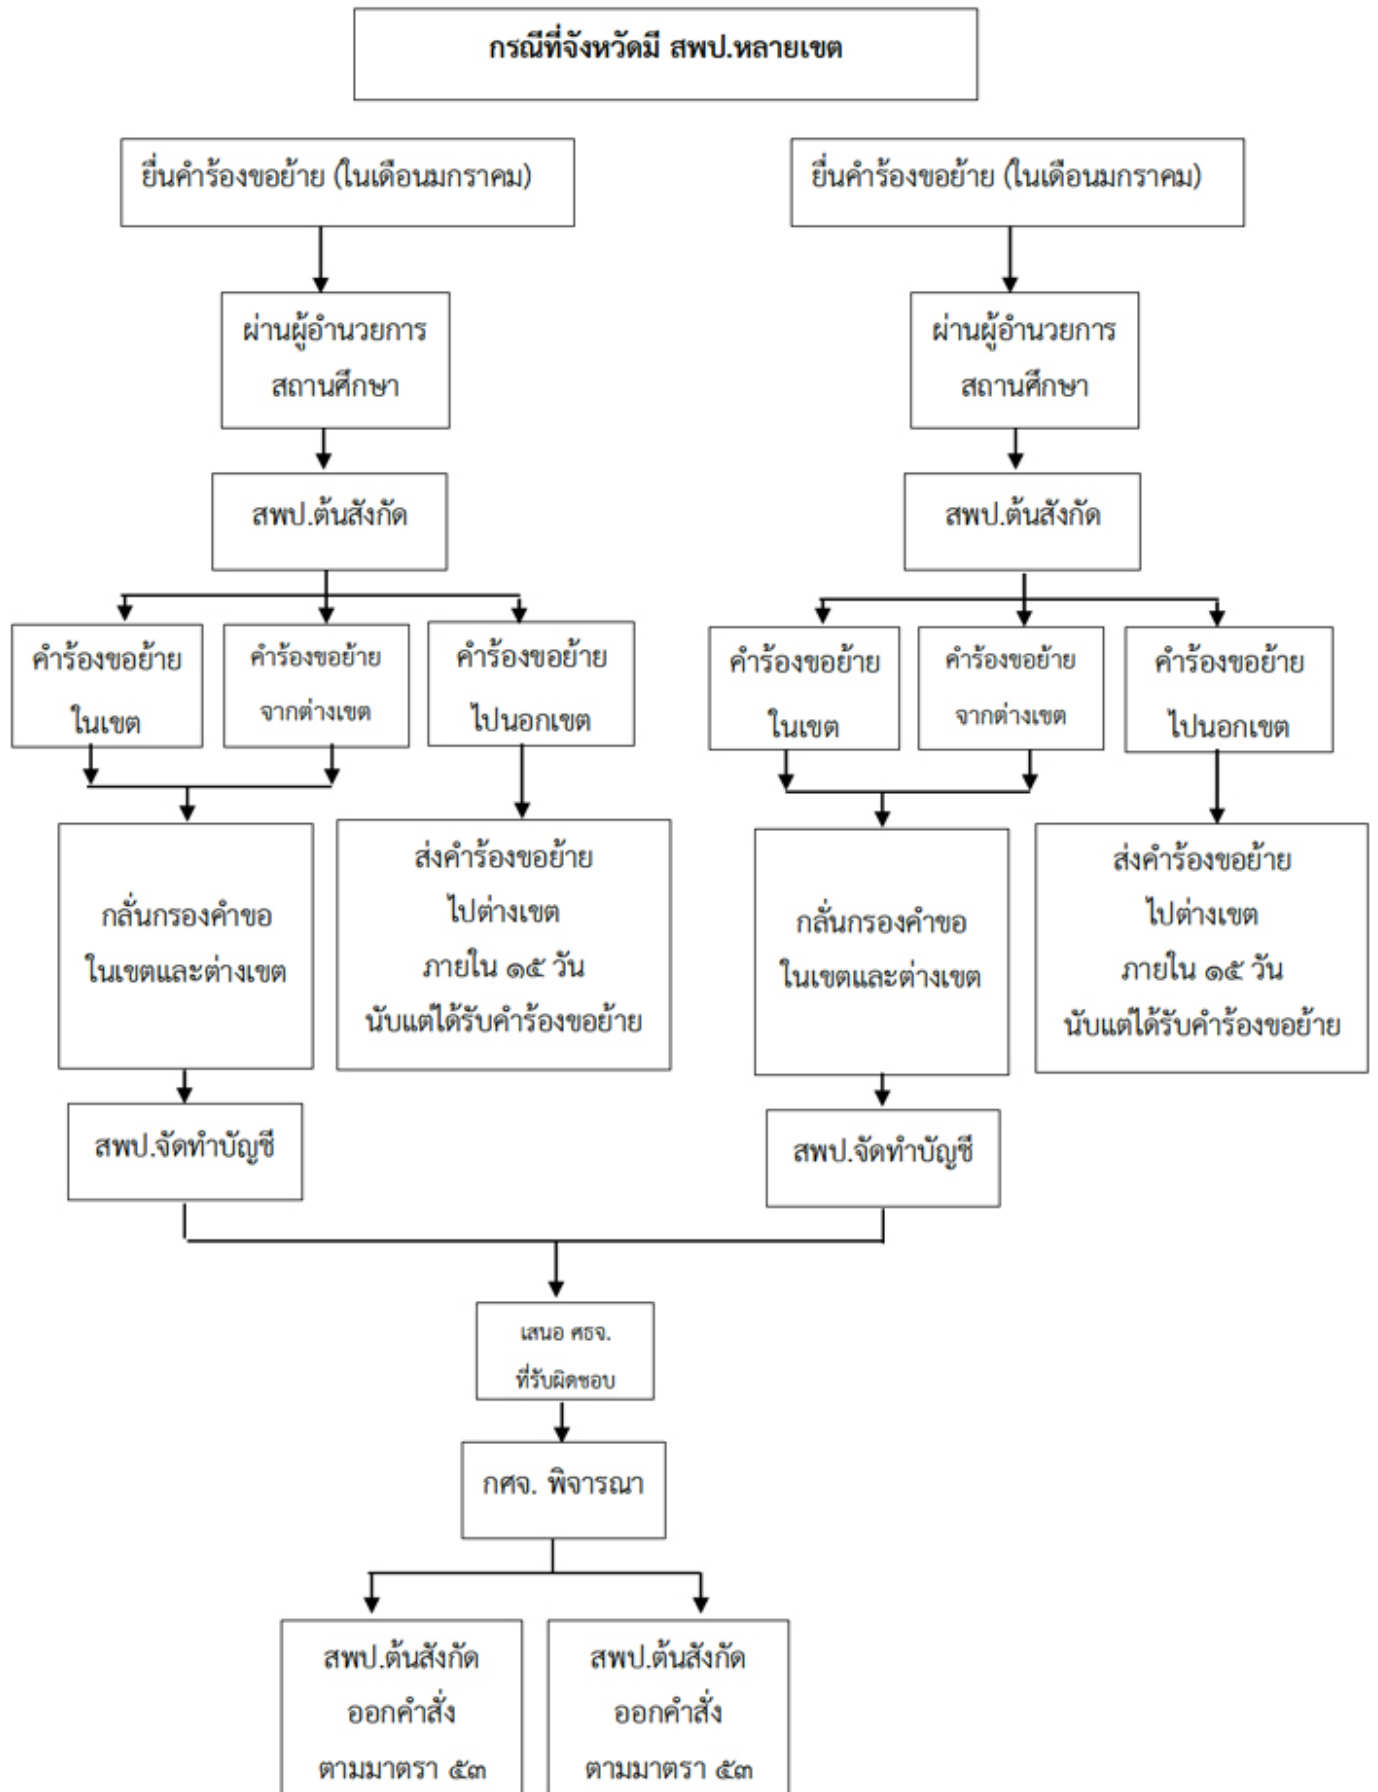 กรณีที่จังหวัดมี สพป.หลายเขต
ยื่นคำร้องขอย้าย (ในเดือนมกราคม)
ยื่นคำร้องขอย้าย (ในเดือนมกราคม)
ผ่านผู้อำนวยการ
สถานศึกษา
ผ่านผู้อำนวยการ
สถานศึกษา
สพป.ต้นสังกัด
สพป.ต้นสังกัด
คำร้องขอย้าย
ในเขต
คำร้องขอย้าย
จากต่างเขต
คำร้องขอย้าย
ไปนอกเขต
คำร้องขอย้าย
ในเขต
คำร้องขอย้าย
จากต่างเขต
คำร้องขอย้าย
ไปนอกเขต
กลั่นกรองคำขอ
ในเขตและต่างเขต
ส่งคำร้องขอย้าย
ไปต่างเขต
ภายใน ๑๕ วัน
นับแต่ได้รับคำร้องขอย้าย
กลั่นกรองคำขอ
ในเขตและต่างเขต
ส่งคำร้องขอย้าย
ไปต่างเขต
ภายใน ๑๕ วัน
นับแต่ได้รับคำร้องขอย้าย
สพป.จัดทำบัญชี
สพป.จัดทำบัญชี
เสนอ ศธจ.
ที่รับผิดชอบ
กศจ. พิจารณา
สพป.ต้นสังกัด
ออกคำสั่ง
ตามมาตรา ๕๓
สพป.ต้นสังกัด
ออกคำสั่ง
ตามมาตรา ๕๓